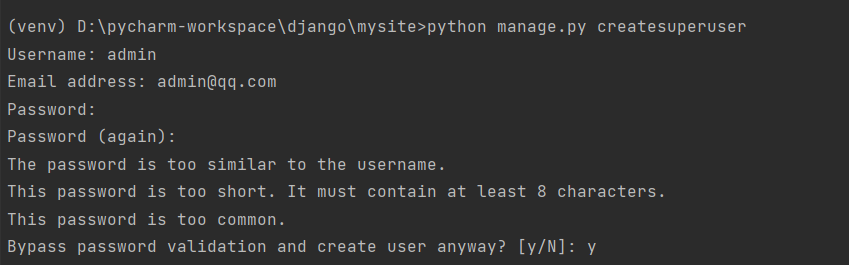 (venv) D:\pycharm-workspace\django\mysite>python manage.py createsuperuser
Username: admin
Email address: admin@qq.com
Password:
Password (again):
The password is too similar to the username.
This password is too short. It must contain at least 8 characters.
This password is too common.
Bypass password validation and create user anyway? [y/N]: y